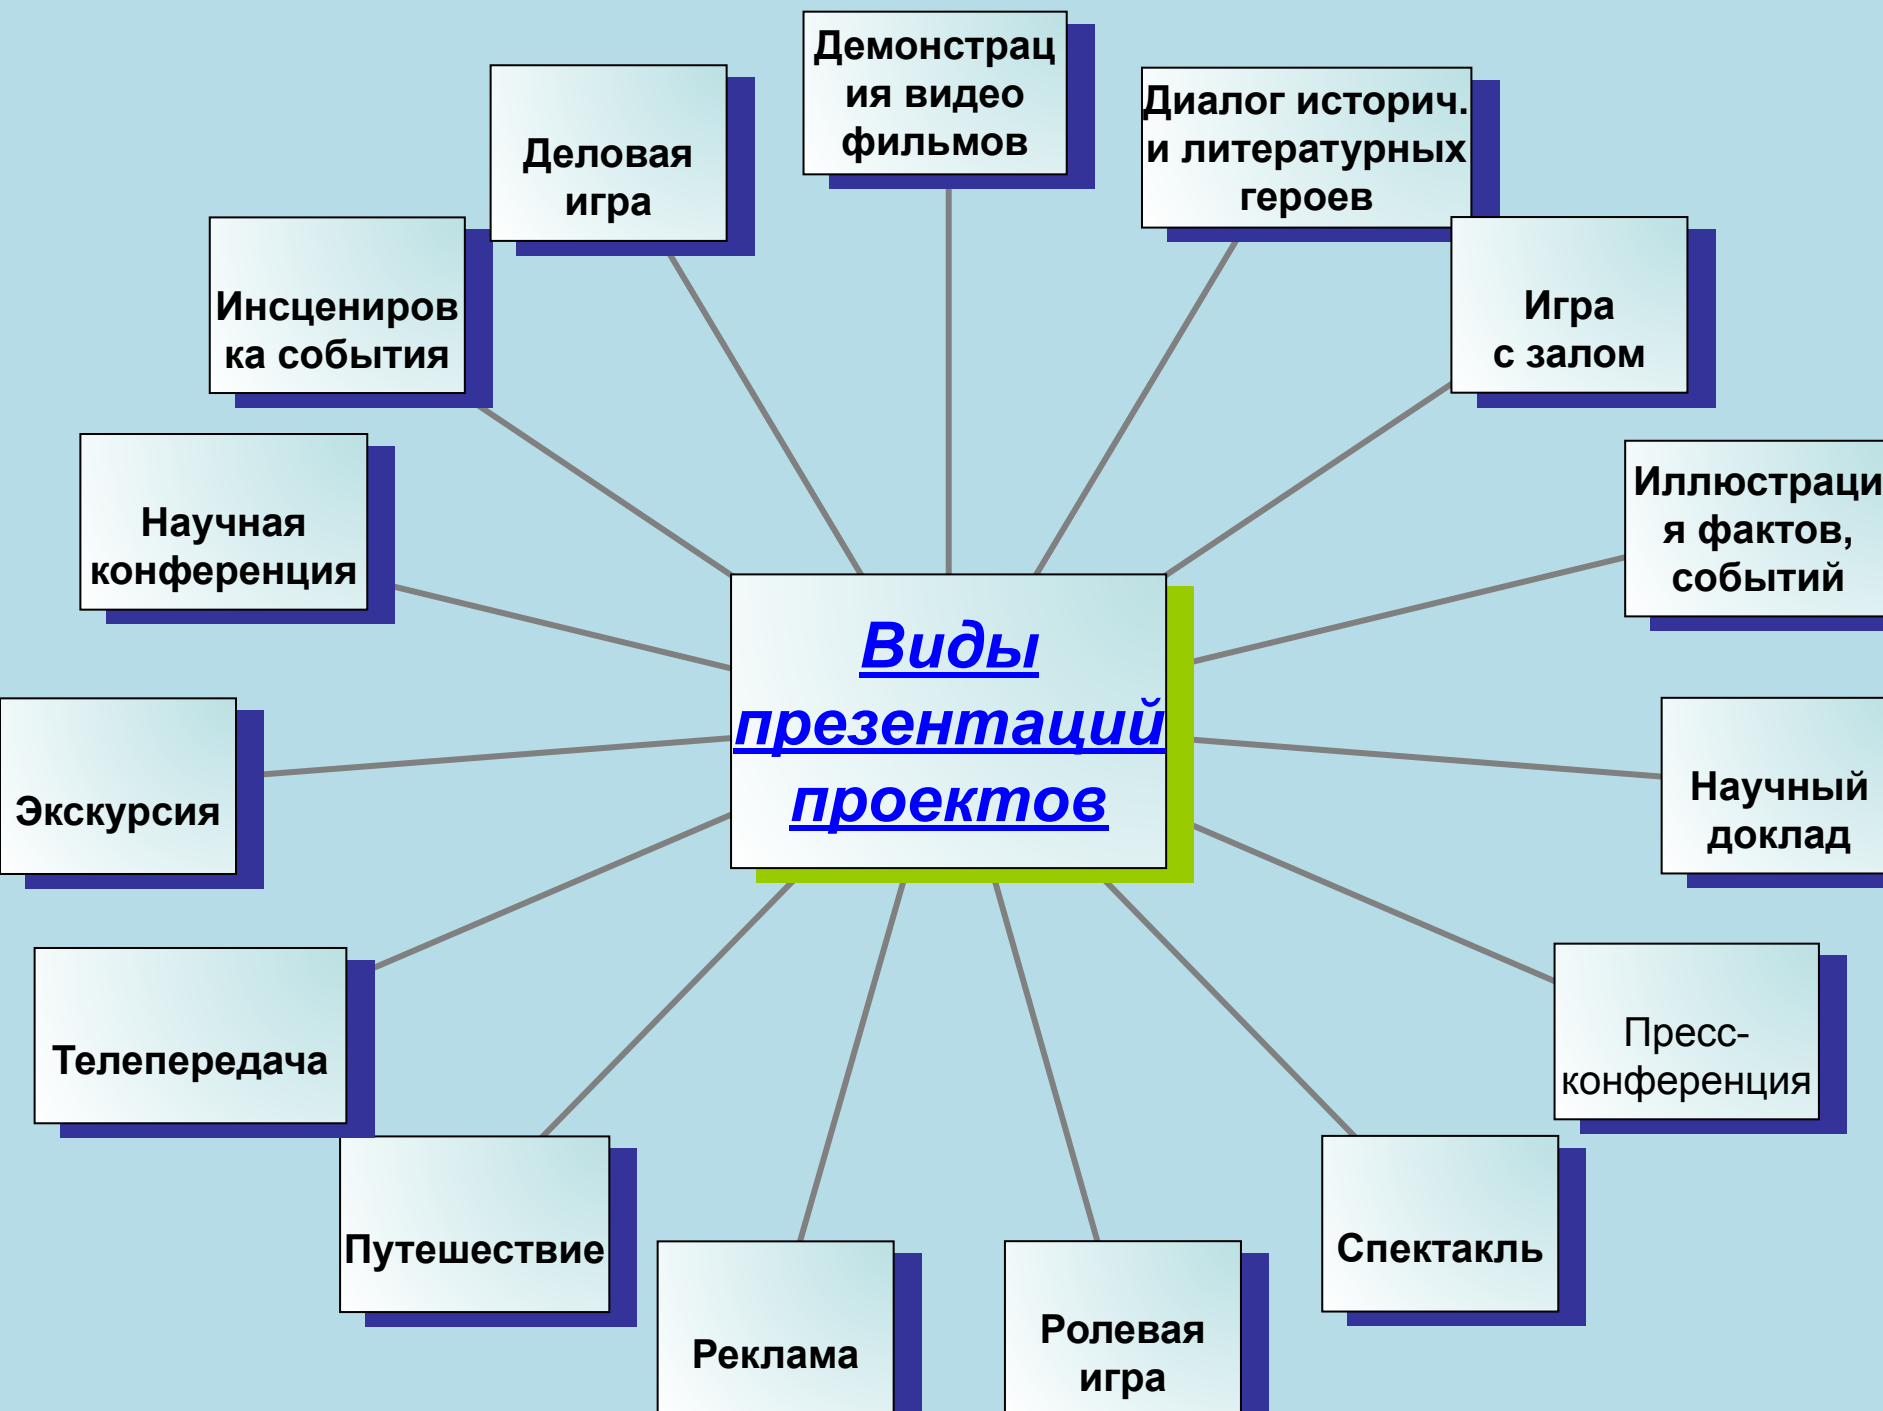 Демонстрац
ия видео
фильмов
Диалог историч.
и литературных
героев
Деловая
игра
Игра
с залом
Инсцениров
ка события
Иллюстраци
я фактов,
событий
Научная
конференция
Виды
презентаций
проектов
Научный
доклад
Экскурсия
Пресс-
конференция
Телепередача
Спектакль
Путешествие
Ролевая
игра
Реклама